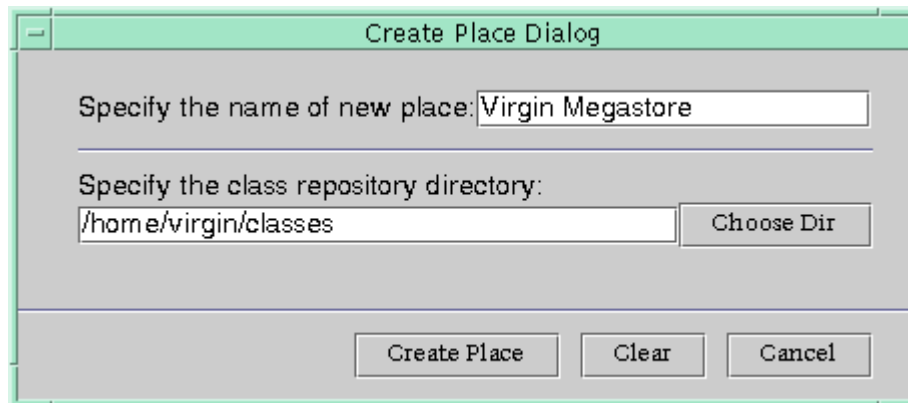 Create Place Dialog
Specify the name of new place: Virgin Megastore
Specify the class repository directory:
/home/virgin/classes Choose Dir
Create Place Clear Cancel